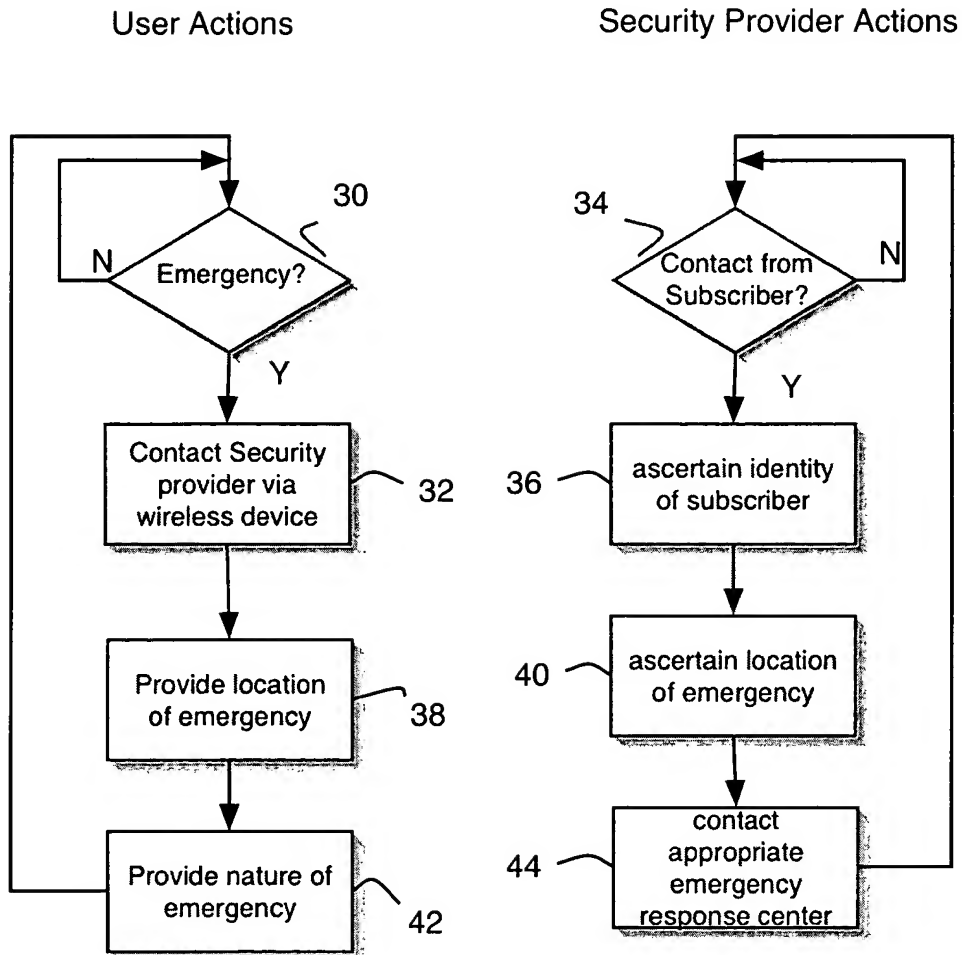 User Actions
Security Provider Actions
30
N
Emergency?
Y
Contact Security
provider via
wireless device
32
Provide location
of emergency
38
Provide nature of
emergency
42
34
Contact from
Subscriber?
N
Y
36
ascertain identity
of subscriber
40
ascertain location
of emergency
44
contact
appropriate
emergency
response center